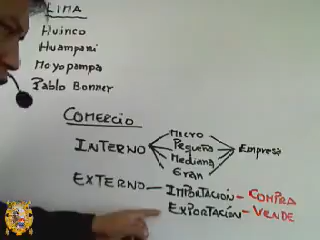 LIMA
Huinco
Huampani
Moyopampa
Pablo Bonner
COMERCIO
INTERNO
Micro
Pequeña
Mediana
Gran
Empresa
EXTERNO - IMPORTACIÓN - COMPRA
EXPORTACIÓN - VENDE